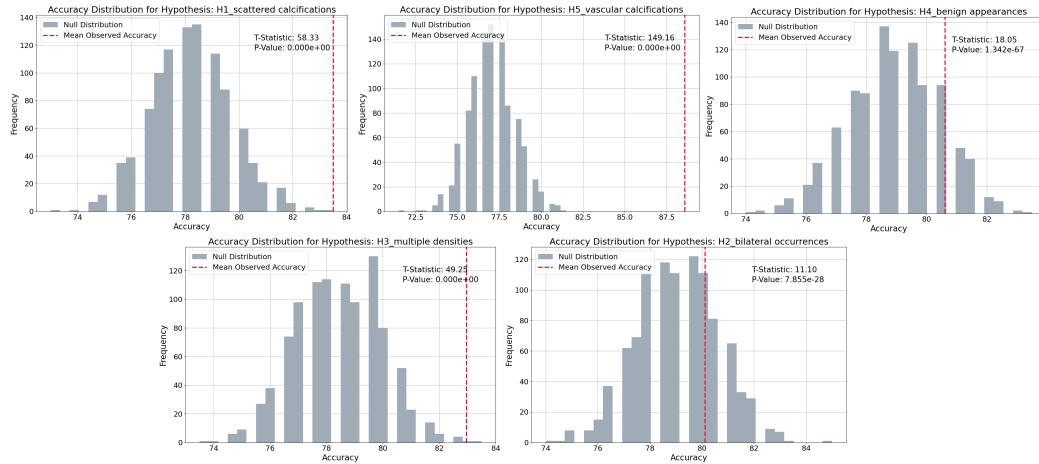 Accuracy Distribution for Hypothesis: H1_scattered calcifications
Null Distribution
Mean Observed Accuracy
T-Statistic: 58.33
P-Value: 0.000e+00
140
120
100
80
60
40
20
0
Frequency
74
76
78
80
82
84
Accuracy
Accuracy Distribution for Hypothesis: H5_vascular calcifications
Null Distribution
Mean Observed Accuracy
T-Statistic: 149.16
P-Value: 0.000e+00
140
120
100
80
60
40
20
0
Frequency
72.5
75.0
77.5
80.0
82.5
85.0
87.5
Accuracy
Accuracy Distribution for Hypothesis: H4_benign appearances
Null Distribution
Mean Observed Accuracy
T-Statistic: 18.05
P-Value: 1.342e-67
140
120
100
80
60
40
20
0
Frequency
74
76
78
80
82
Accuracy
Accuracy Distribution for Hypothesis: H3_multiple densities
Null Distribution
Mean Observed Accuracy
T-Statistic: 49.25
P-Value: 0.000e+00
120
100
80
60
40
20
0
Frequency
74
76
78
80
82
84
Accuracy
Accuracy Distribution for Hypothesis: H2_bilateral occurrences
Null Distribution
Mean Observed Accuracy
T-Statistic: 11.10
P-Value: 7.855e-28
120
100
80
60
40
20
0
Frequency
74
76
78
80
82
84
Accuracy